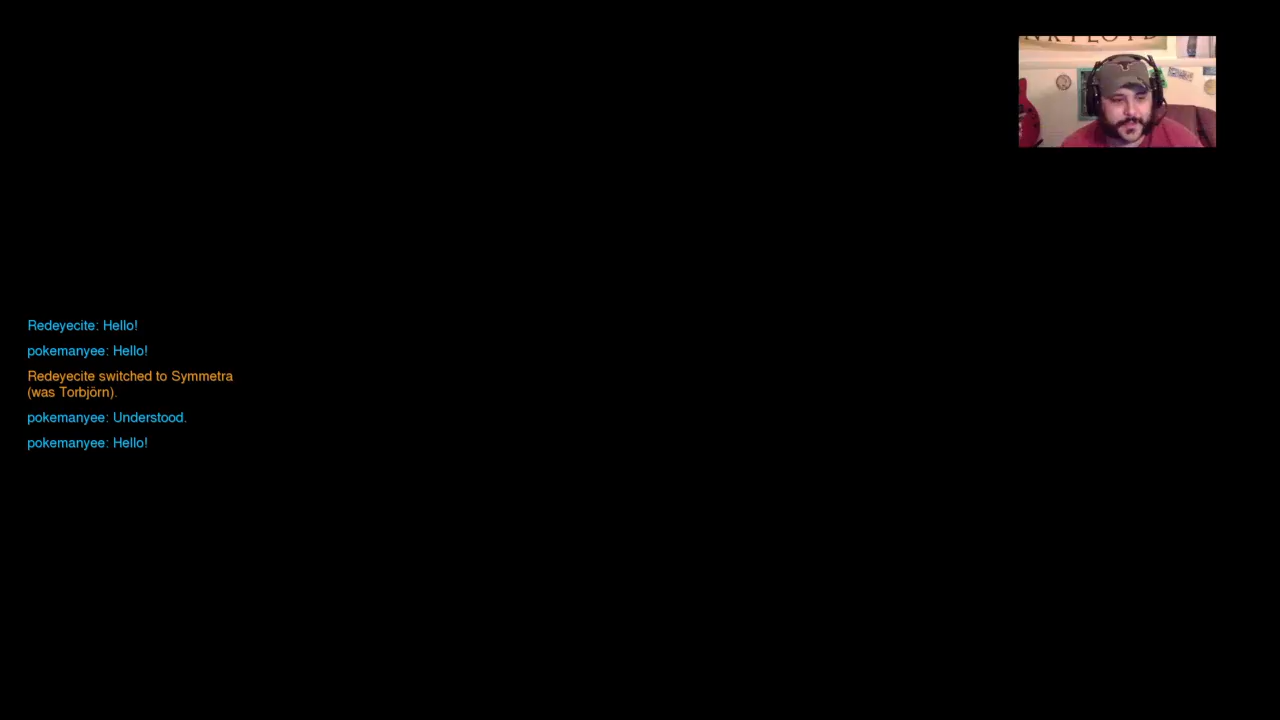 Redeyecite: Hello!
pokemanyee: Hello!
Redeyecite switched to Symmetra
(was Torbjörn).
pokemanyee: Understood.
pokemanyee: Hello!